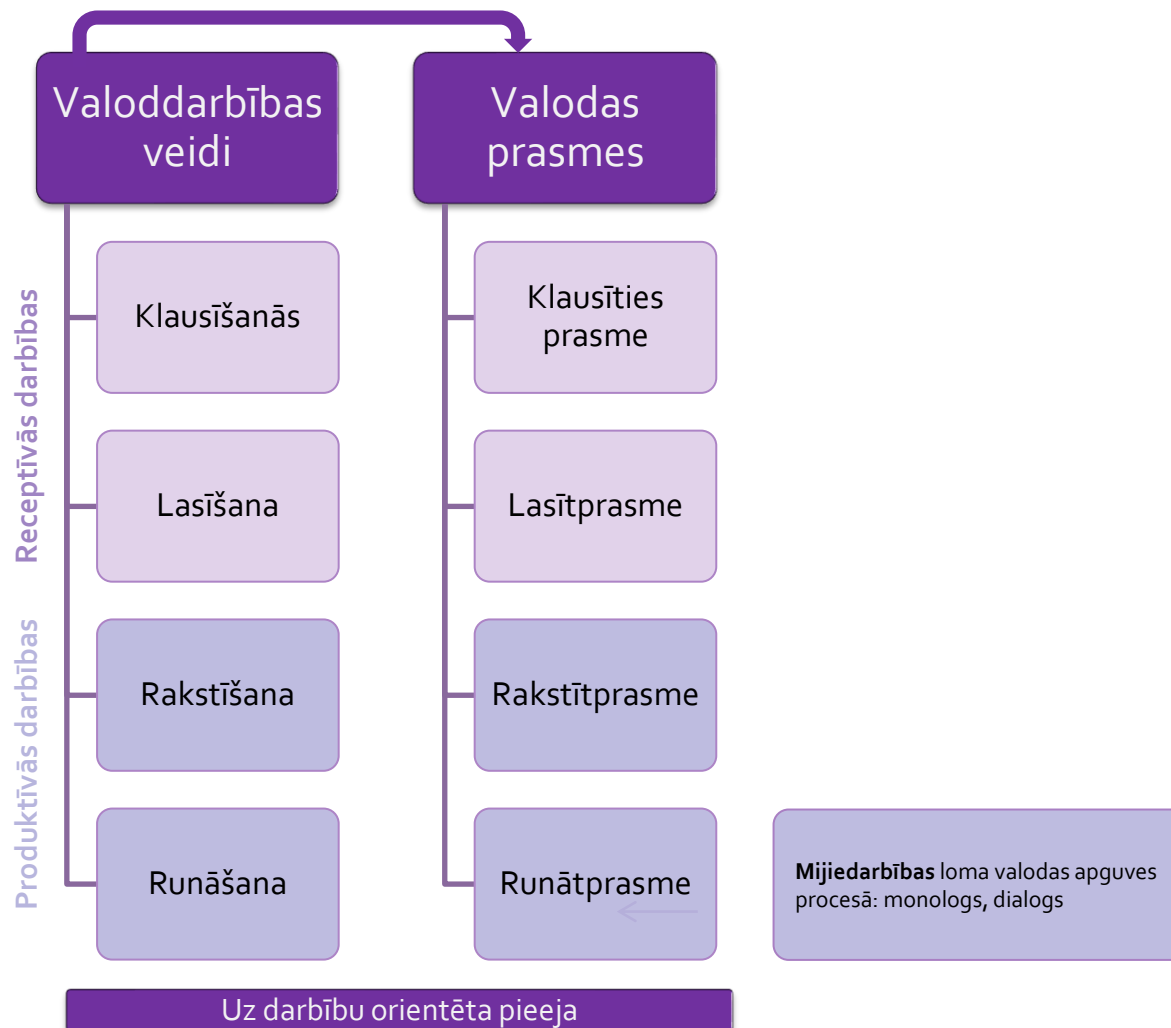 Valoddarbības
veidi
Valodas
prasmes
Receptīvās darbības
Klausīšanās
Klausīties
prasme
Lasīšana
Lasītprasme
Produktīvās darbības
Rakstīšana
Rakstītprasme
Runāšana
Runātprasme
Mijiedarbības loma valodas apguves
procesā: monologs, dialogs
Uz darbību orientēta pieeja